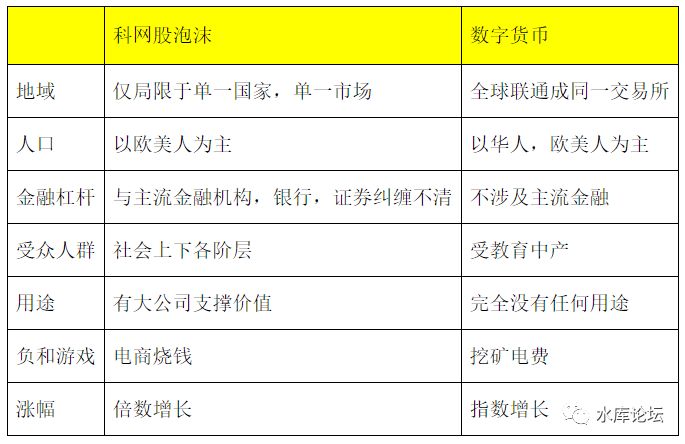 科网股泡沫 数字货币
地域 仅局限于单一国家，单一市场 全球联通成同一交易所
人口 以欧美人为主 以华人，欧美人为主
金融杠杆 与主流金融机构，银行，证券纠缠不清 不涉及主流金融
受众人群 社会上下各阶层 受教育中产
用途 有大公司支撑价值 完全没有任何用途
负和游戏 电商烧钱 挖矿电费
涨幅 倍数增长 指数增长
水库论坛